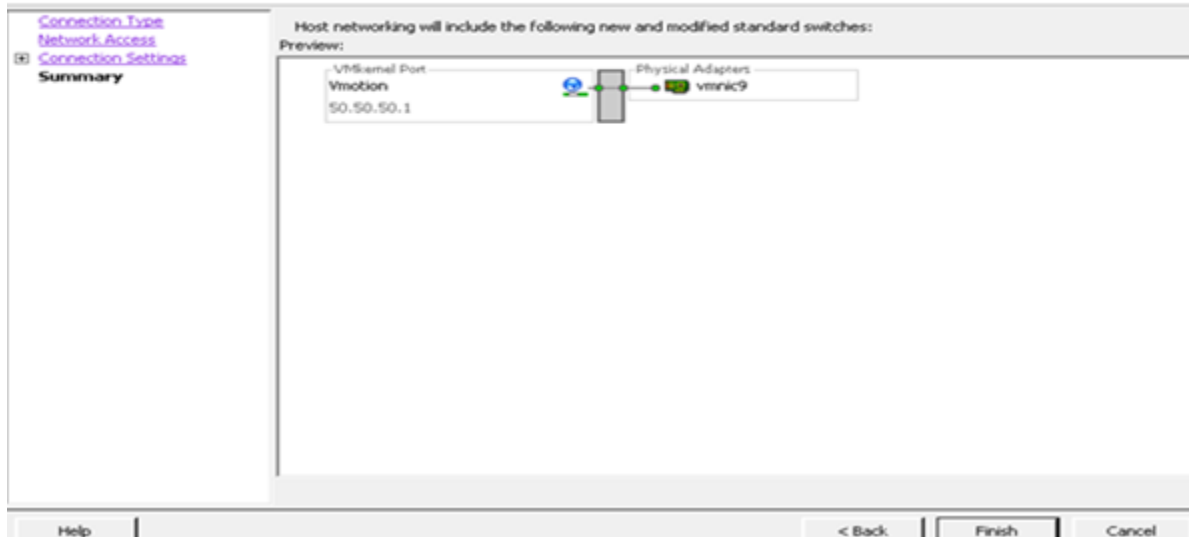 Connection Type
Network Access
Connection Settings
Summary
Host networking will include the following new and modified standard switches:
Preview:
VMkernel Port
Vmotion
50.50.50.1
Physical Adapters
vmnic9
Help
< Back
Finish
Cancel